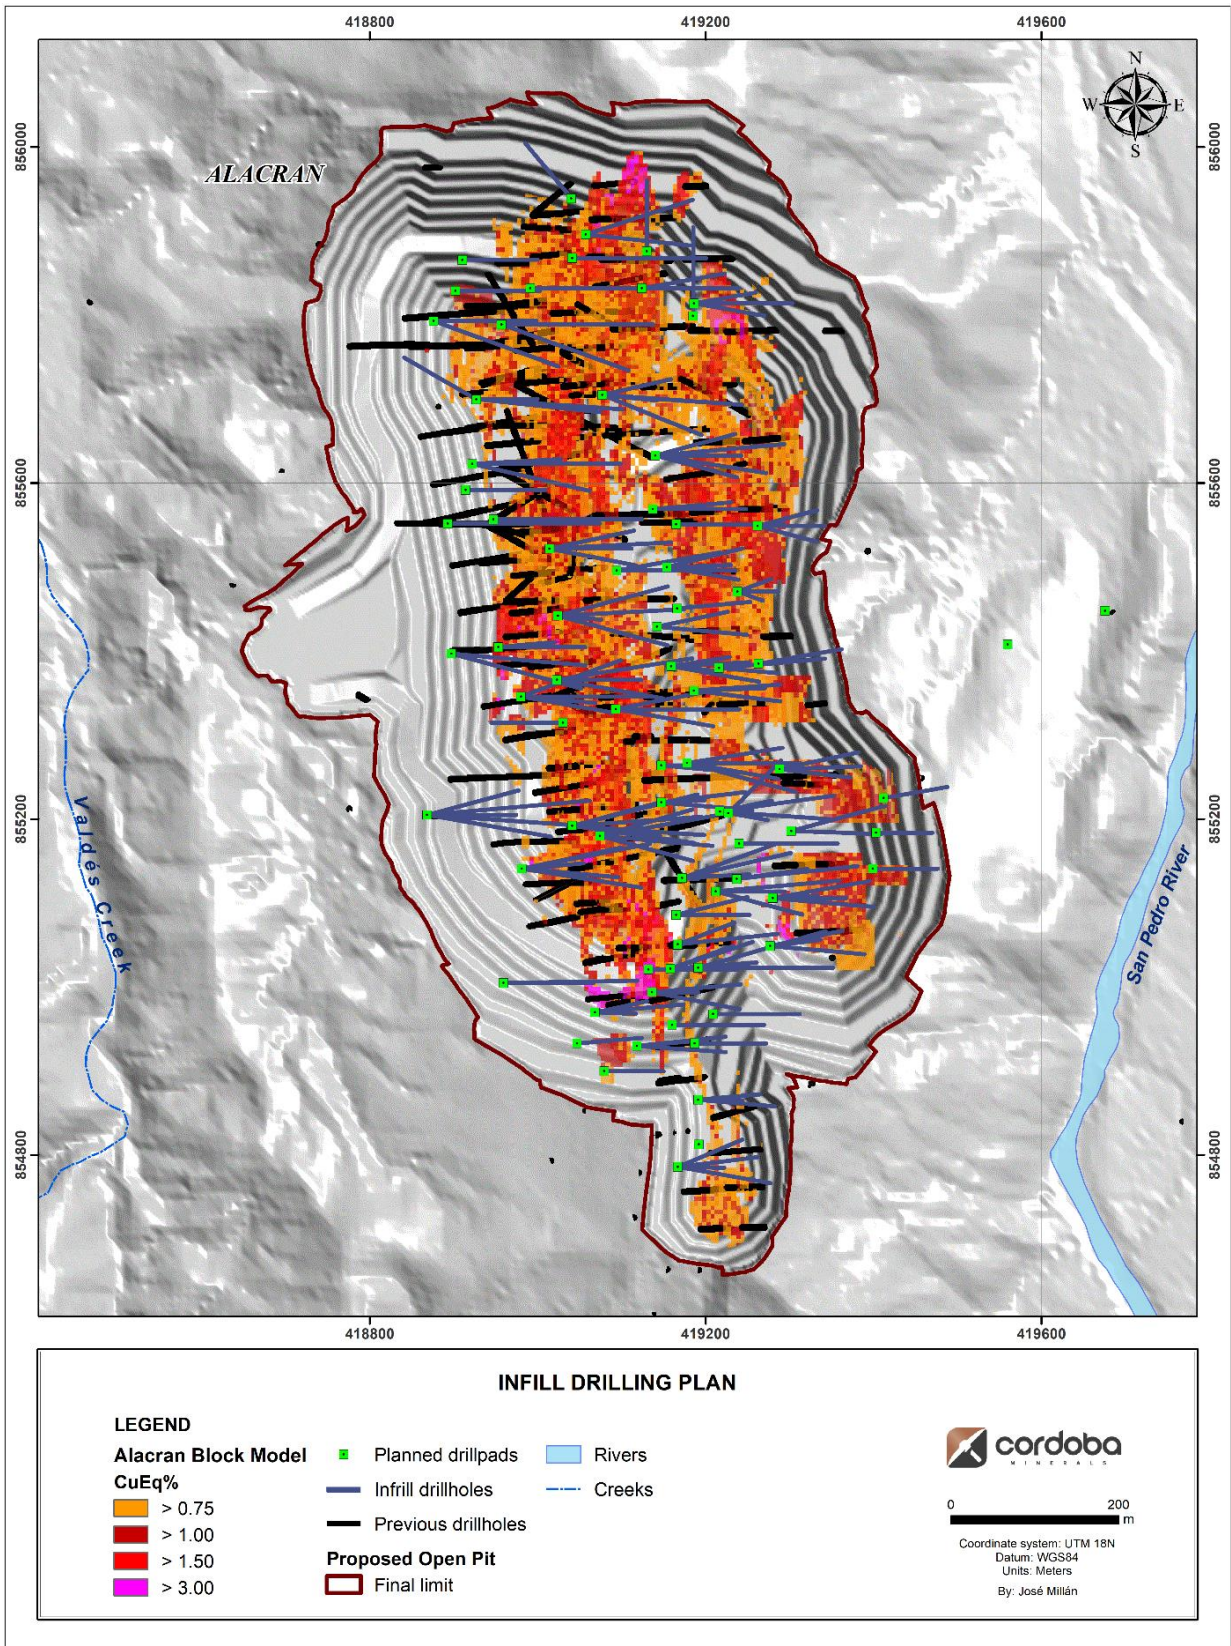 418800
419200
419600
N
W
E
S
856000
856000
ALACRAN
855600
855600
855200
855200
Valdés Creek
San Pedro River
854800
854800
418800
419200
419600
INFILL DRILLING PLAN
LEGEND
Alacran Block Model
CuEq%
> 0.75
> 1.00
> 1.50
> 3.00
Planned drillpads
Infrill drillholes
Previous drillholes
Proposed Open Pit
Final limit
Rivers
Creeks
cordoba
MINERALS
0
200
m
Coordinate system: UTM 18N
Datum: WGS84
Units: Meters
By: José Millán